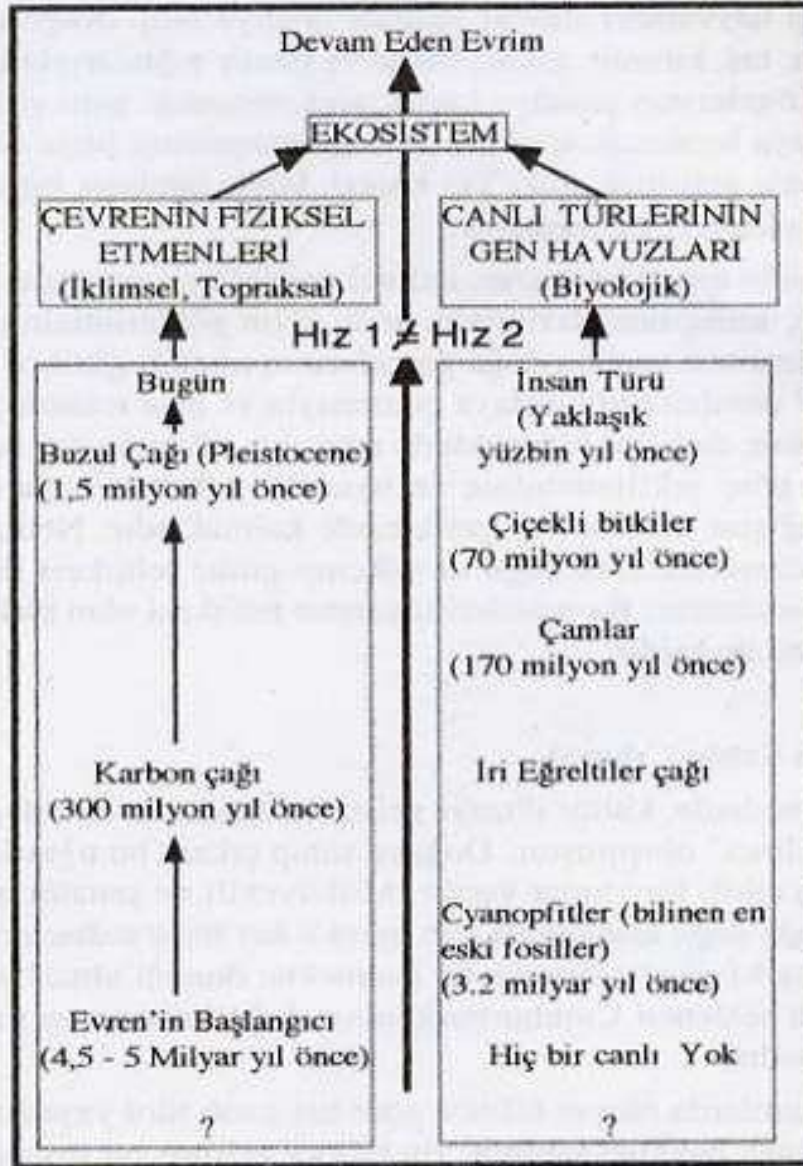 Devam Eden Evrim
EKOSİSTEM
ÇEVRENİN FİZİKSEL
ETMENLERİ
(İklimsel, Topraksal)
CANLI TÜRLERİNİN
GEN HAVUZLARI
(Biyolojik)
Hız 1 ≠ Hız 2
Bugün
Buzul Çağı (Pleistocene)
(1,5 milyon yıl önce)
Karbon çağı
(300 milyon yıl önce)
Evren'in Başlangıcı
(4,5 - 5 Milyar yıl önce)
?
İnsan Türü
(Yaklaşık
yüzbin yıl önce)
Çiçekli bitkiler
(70 milyon yıl önce)
Çamlar
(170 milyon yıl önce)
İri Eğreltiler çağı
Cyanopfitler (bilinen en
eski fosiller)
(3.2 milyar yıl önce)
Hiç bir canlı Yok
?